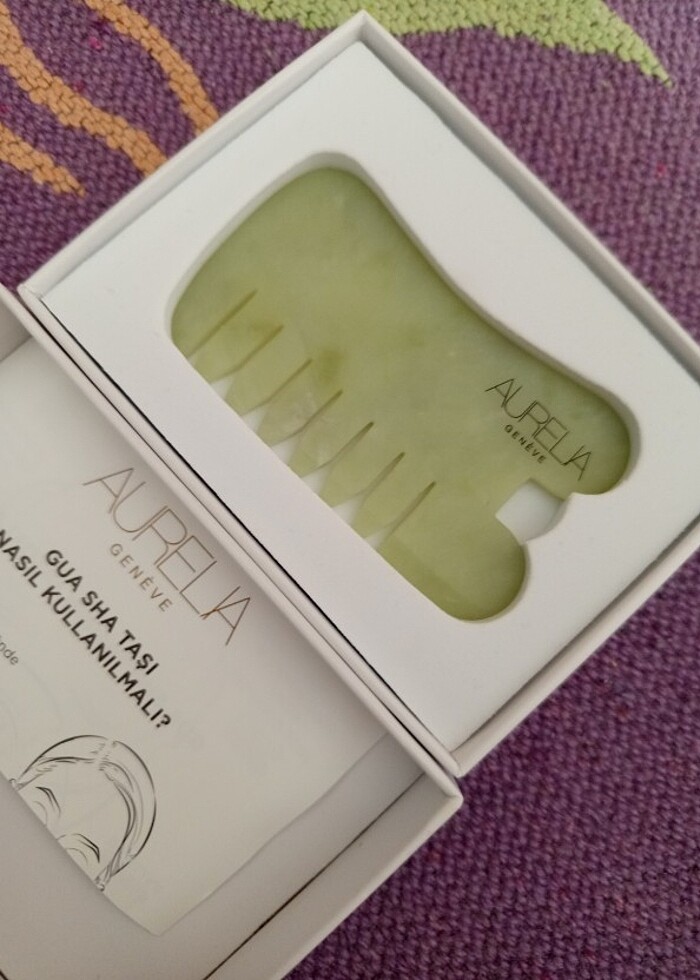 AURELIA
GENÈVE
AURELIA
GENÈVE
GUA SHA TAŞI
NASIL KULLANILMALI?